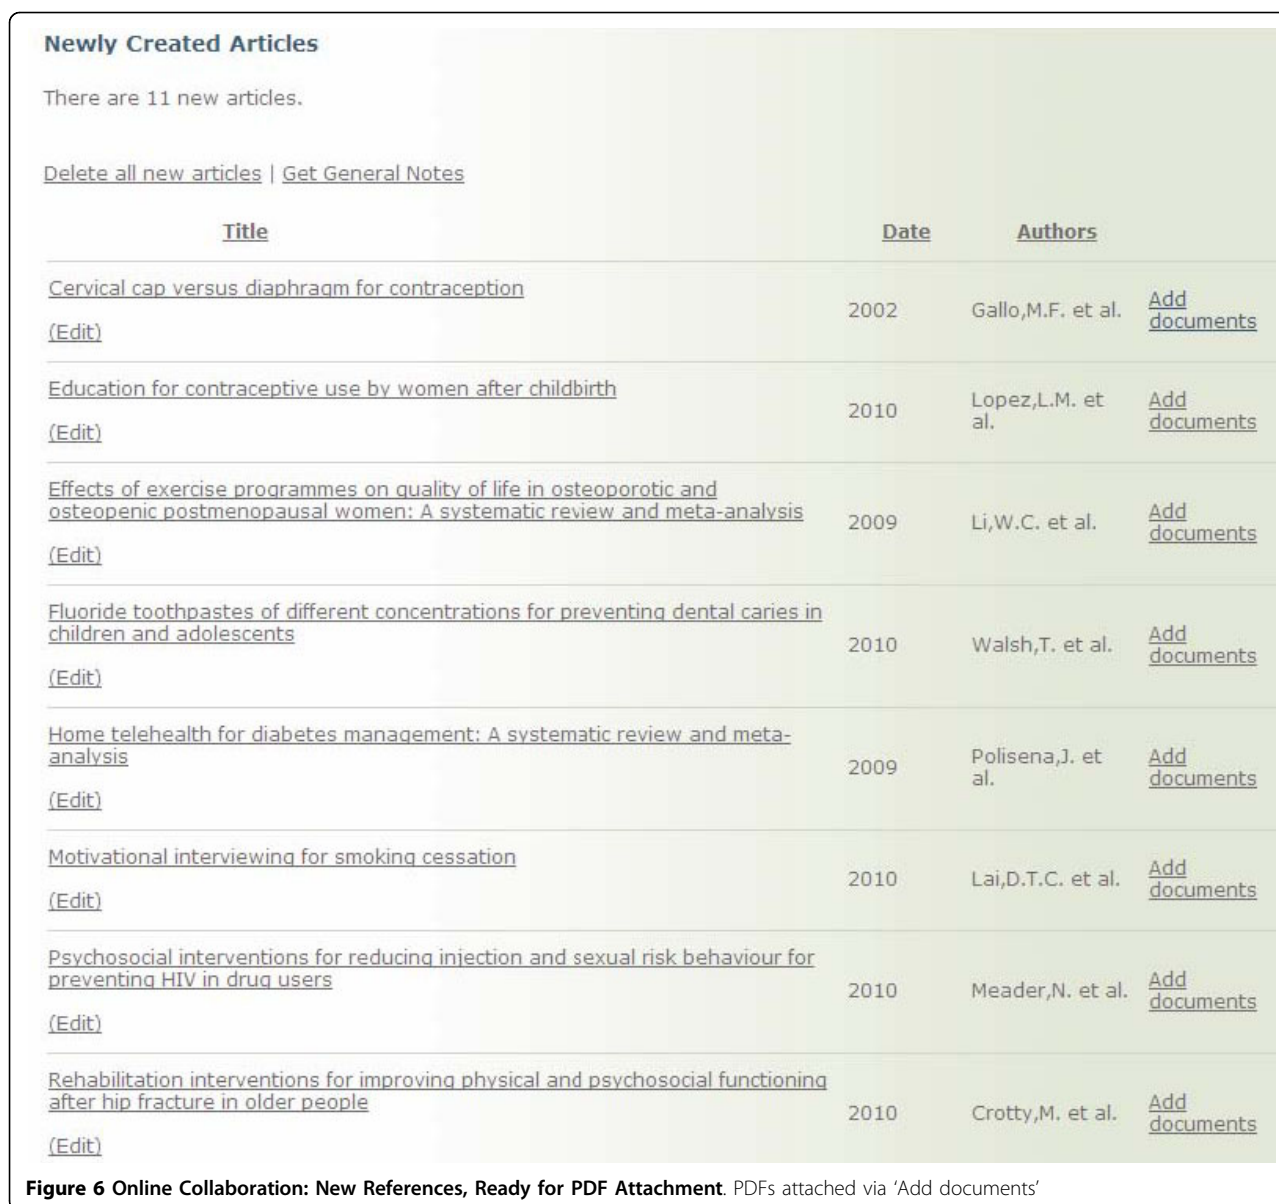 Newly Created Articles
There are 11 new articles.
Delete all new articles | Get General Notes
Title Date Authors
Cervical cap versus diaphragm for contraception
(Edit)
2002 Gallo,M.F. et al. Add
documents
Education for contraceptive use by women after childbirth
(Edit)
2010 Lopez,L.M. et
al.
Add
documents
Effects of exercise programmes on quality of life in osteoporotic and
osteopenic postmenopausal women: A systematic review and meta-analysis
(Edit)
2009 Li,W.C. et al. Add
documents
Fluoride toothpastes of different concentrations for preventing dental caries in
children and adolescents
(Edit)
2010 Walsh,T. et al. Add
documents
Home telehealth for diabetes management: A systematic review and meta-
analysis
(Edit)
2009 Polisena,J. et
al.
Add
documents
Motivational interviewing for smoking cessation
(Edit)
2010 Lai,D.T.C. et al. Add
documents
Psychosocial interventions for reducing injection and sexual risk behaviour for
preventing HIV in drug users
(Edit)
2010 Meader,N. et al. Add
documents
Rehabilitation interventions for improving physical and psychosocial functioning
after hip fracture in older people
(Edit)
2010 Crotty,M. et al. Add
documents
Figure 6 Online Collaboration: New References, Ready for PDF Attachment. PDFs attached via ‘Add documents’